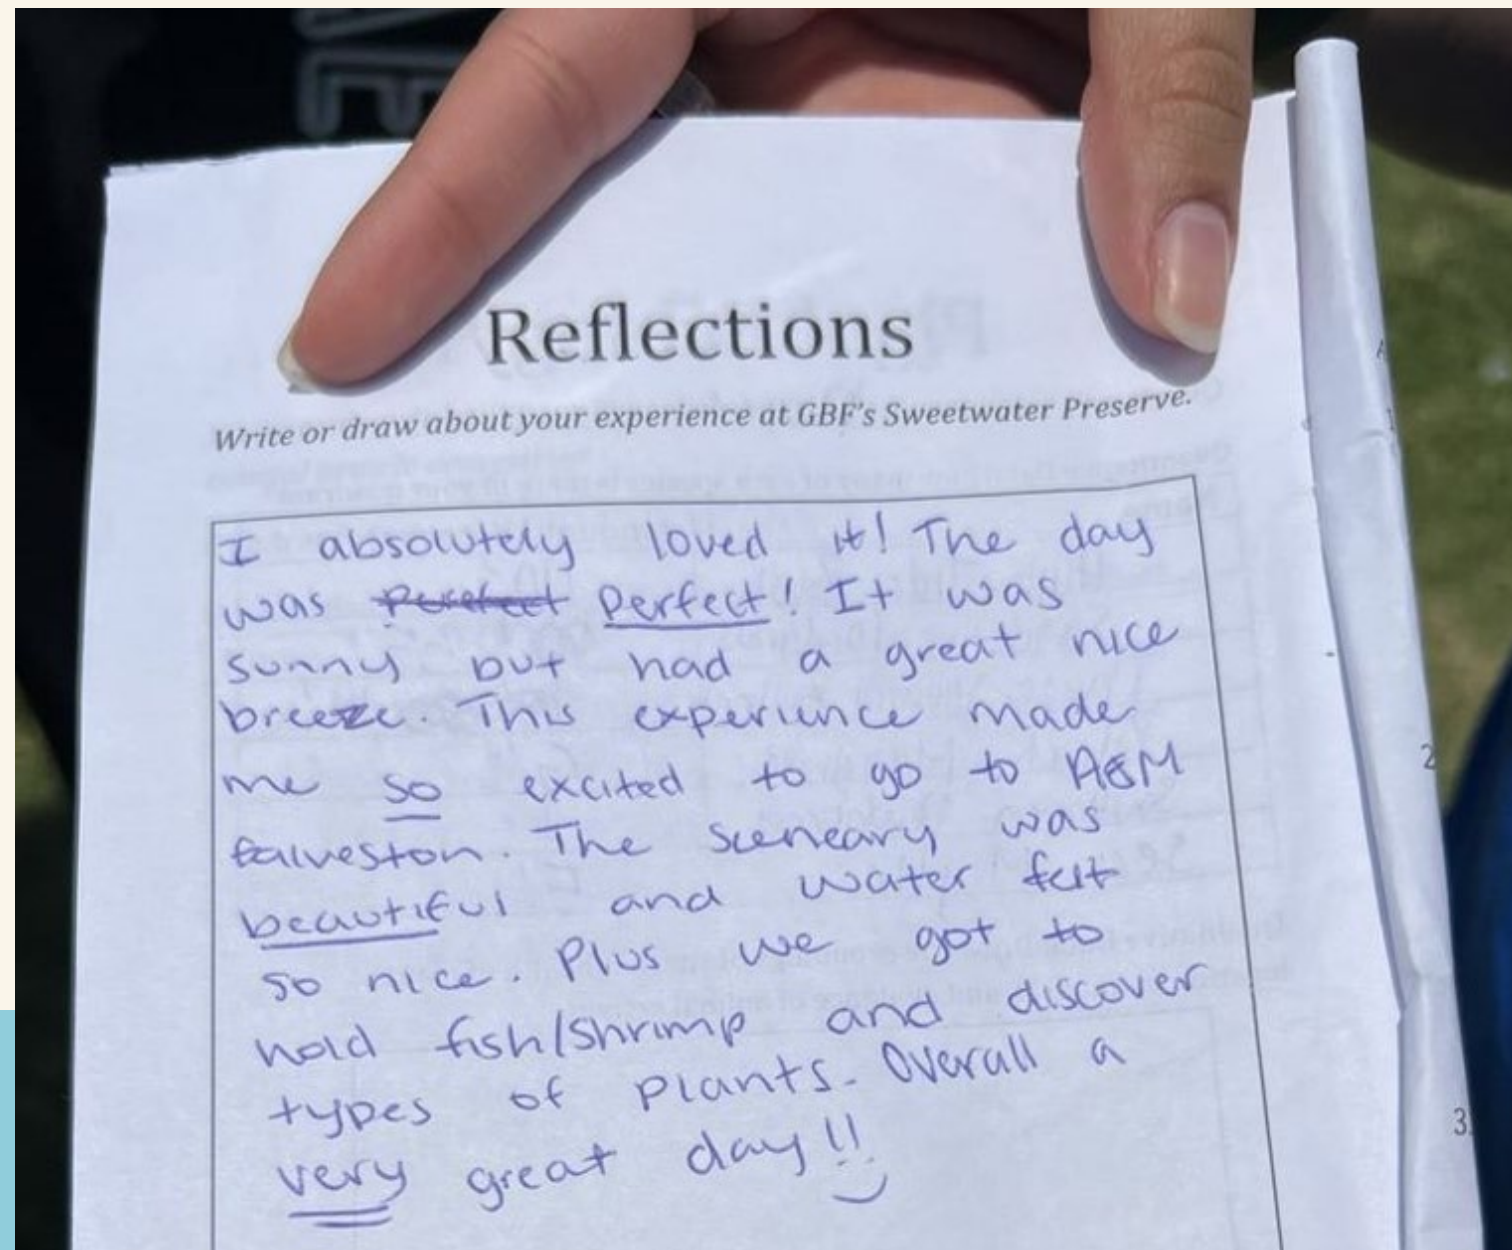 Reflections
Write or draw about your experience at GBF's Sweetwater Preserve.
I absolutely loved it! The day
was perfect! It was
sunny but had a great nice
breeze. This experience made
me so excited to go to A&M
Galveston. The sceneary was
beautiful and water felt
so nice. Plus we got to
hold fish/shrimp and discover
types of plants. Overall a
very great day!!
2
3.